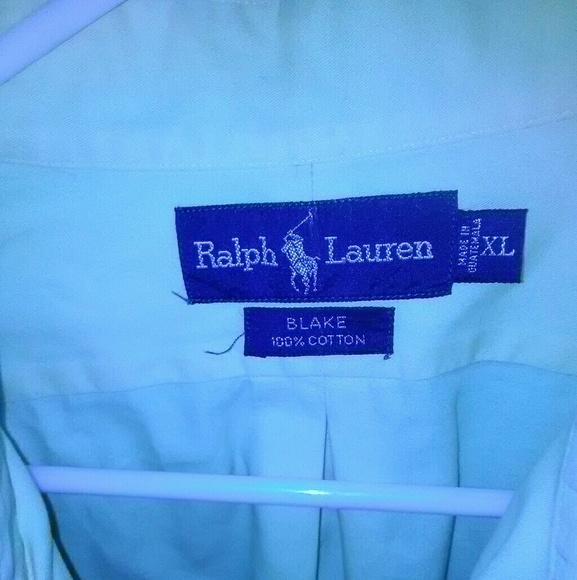 Ralph Lauren
MADE IN
GUATEMALA
XL
BLAKE
100% COTTON